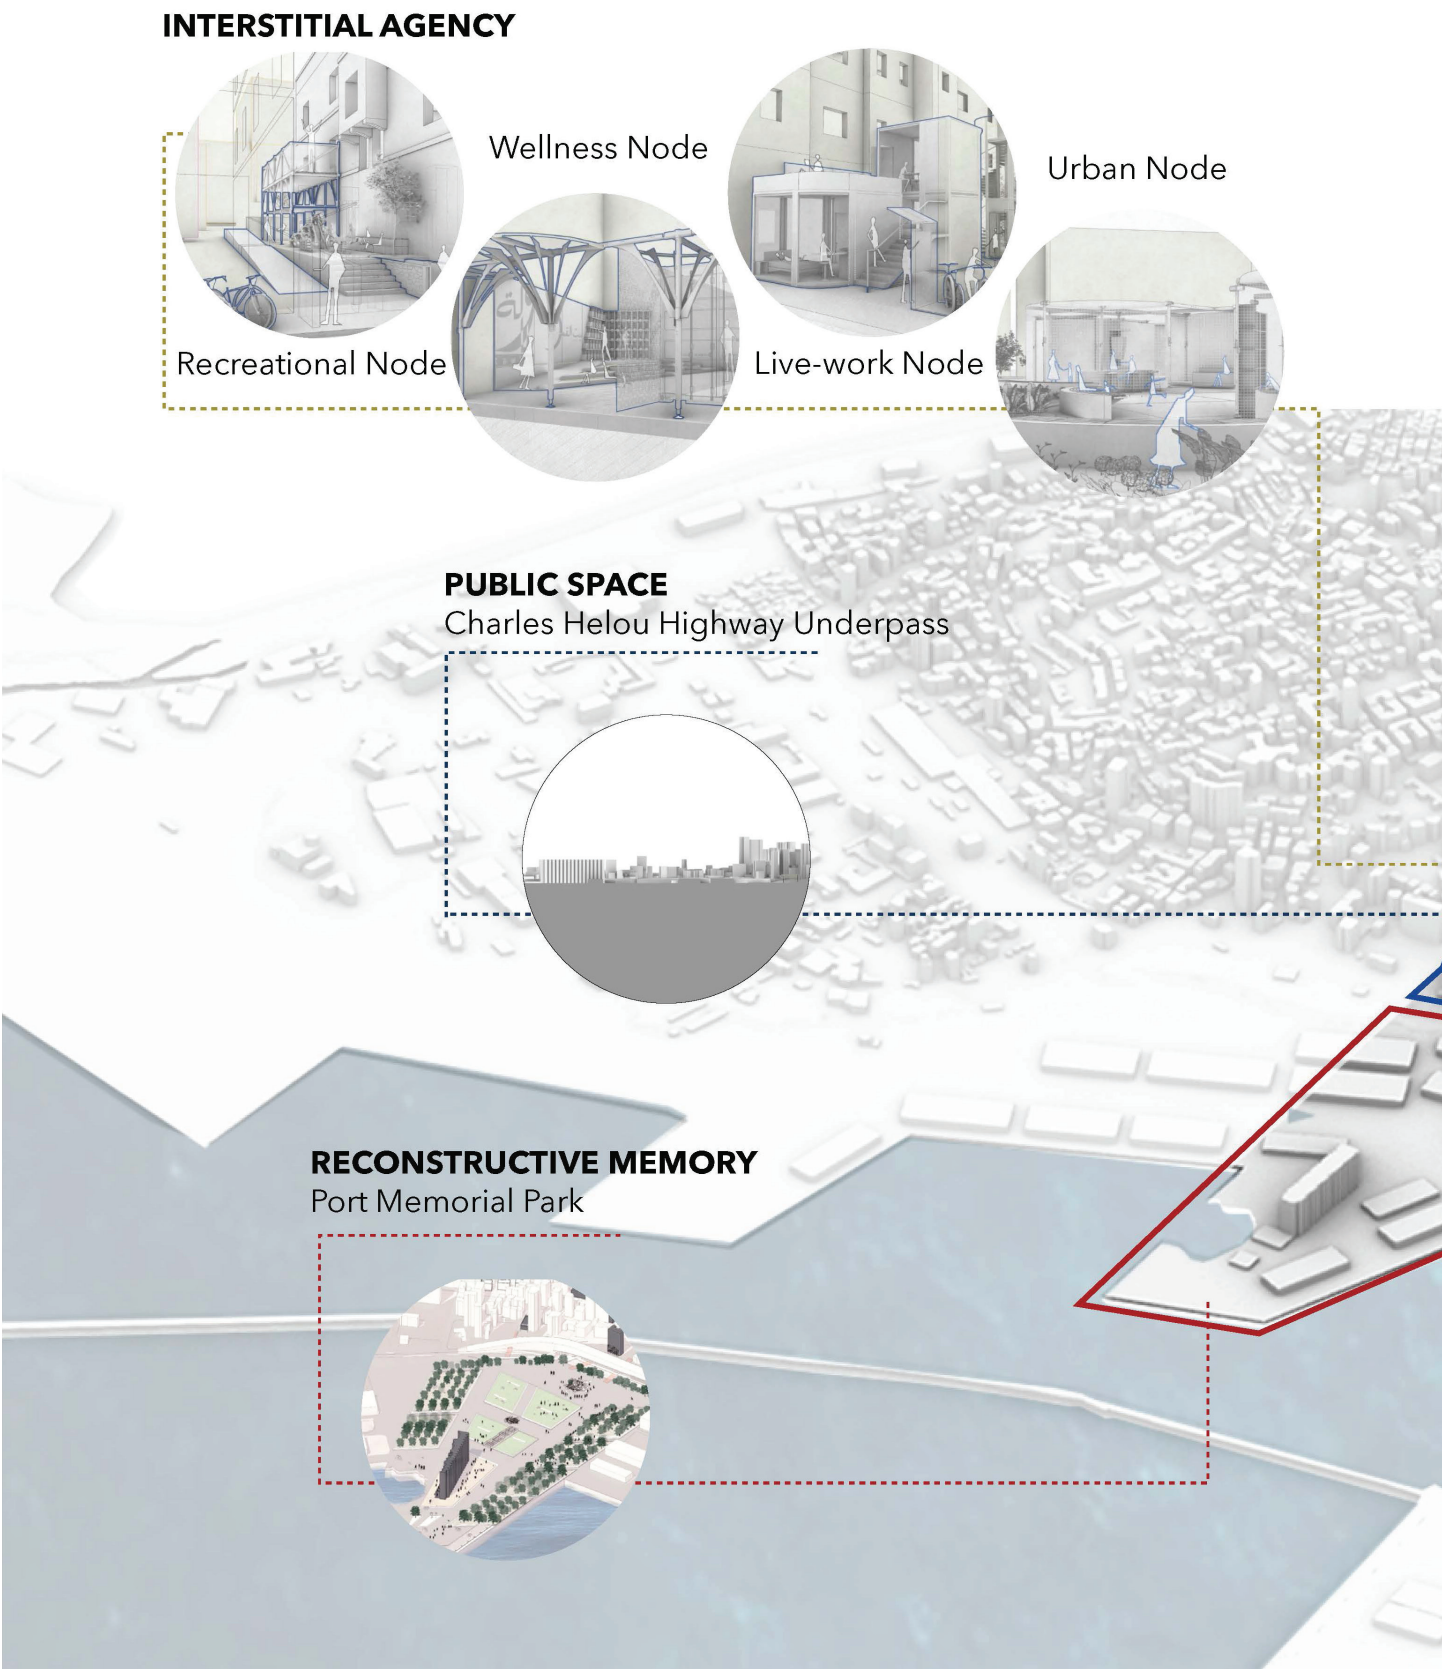 INTERSTITIAL AGENCY
Wellness Node
Urban Node
Recreational Node
Live-work Node
PUBLIC SPACE
Charles Helou Highway Underpass
RECONSTRUCTIVE MEMORY
Port Memorial Park